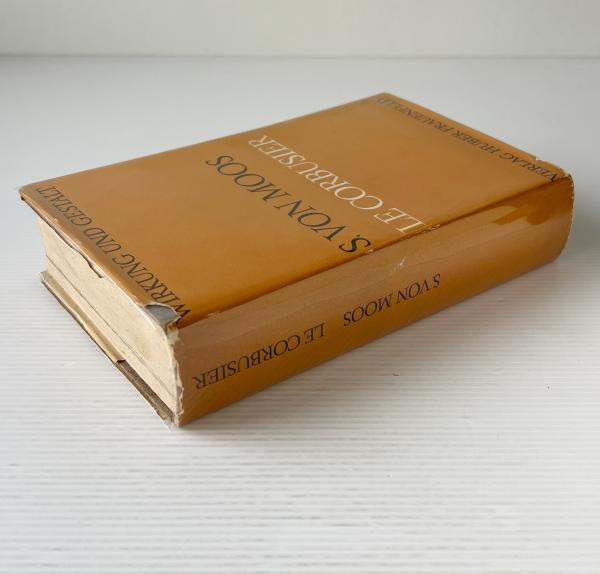 WIRKUNG UND GESTALT
S. VON MOOS
LE CORBUSIER
VERLAG HUBER FRAUENFELD
S. VON MOOS LE CORBUSIER